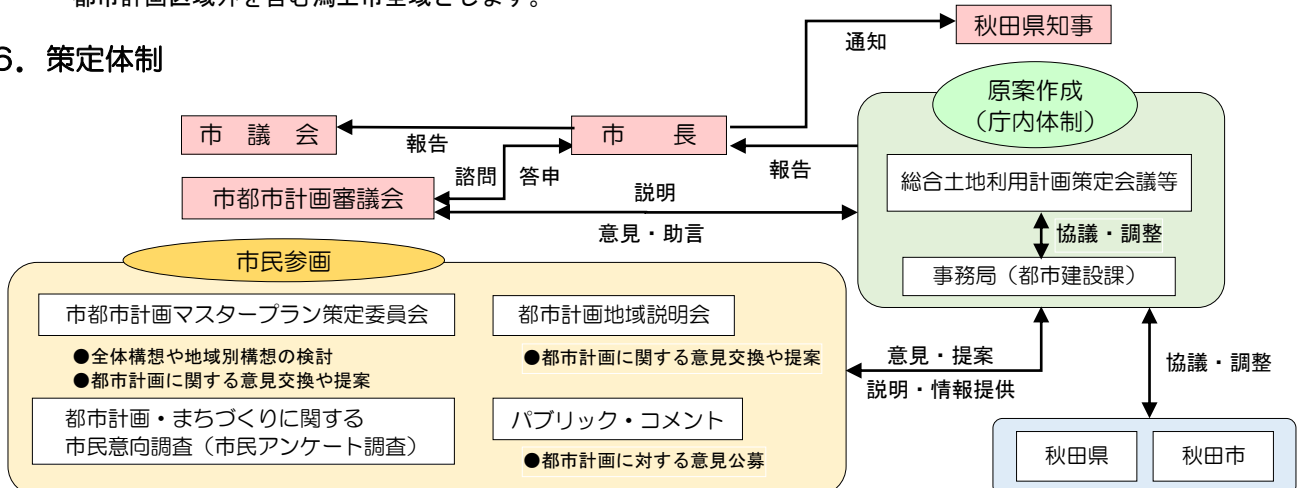 都市計画区域外を含む潟上市全域とします。
6．策定体制
秋田県知事
通知
原案作成
（庁内体制）
市　議　会
報告
市　　長
報告
諮問
答申
総合土地利用計画策定会議等
市都市計画審議会
説明
意見・助言
協議・調整
事務局（都市建設課）
市民参画
市都市計画マスタープラン策定委員会
●全体構想や地域別構想の検討
●都市計画に関する意見交換や提案
都市計画地域説明会
●都市計画に関する意見交換や提案
都市計画・まちづくりに関する
市民意向調査（市民アンケート調査）
パブリック・コメント
●都市計画に対する意見公募
意見・提案
説明・情報提供
協議・調整
秋田県
秋田市